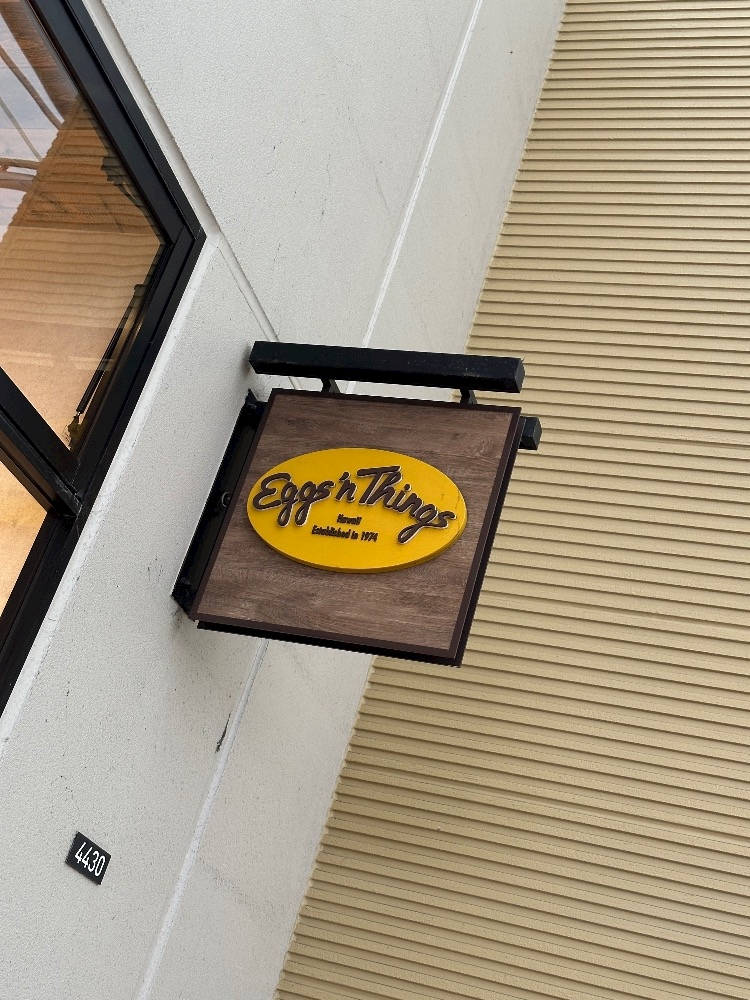 Eggs 'n Things
Hawaii
Established in 1974
4430